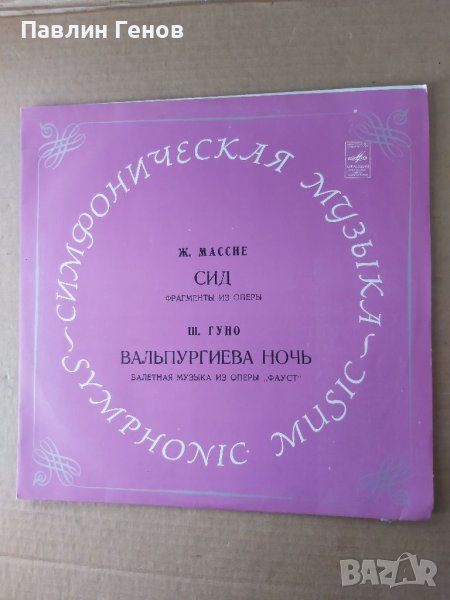 Павлин Генов
СИМФОНИЧЕСКАЯ МУЗЫКА
Ж. МАССНЕ
СИД
ФРАГМЕНТЫ ИЗ ОПЕРЫ
Ш. ГУНО
ВАЛЬПУРГИЕВА НОЧЬ
БАЛЕТНАЯ МУЗЫКА ИЗ ОПЕРЫ „ФАУСТ"
SYMPHONIC MUSIC
BAZAR